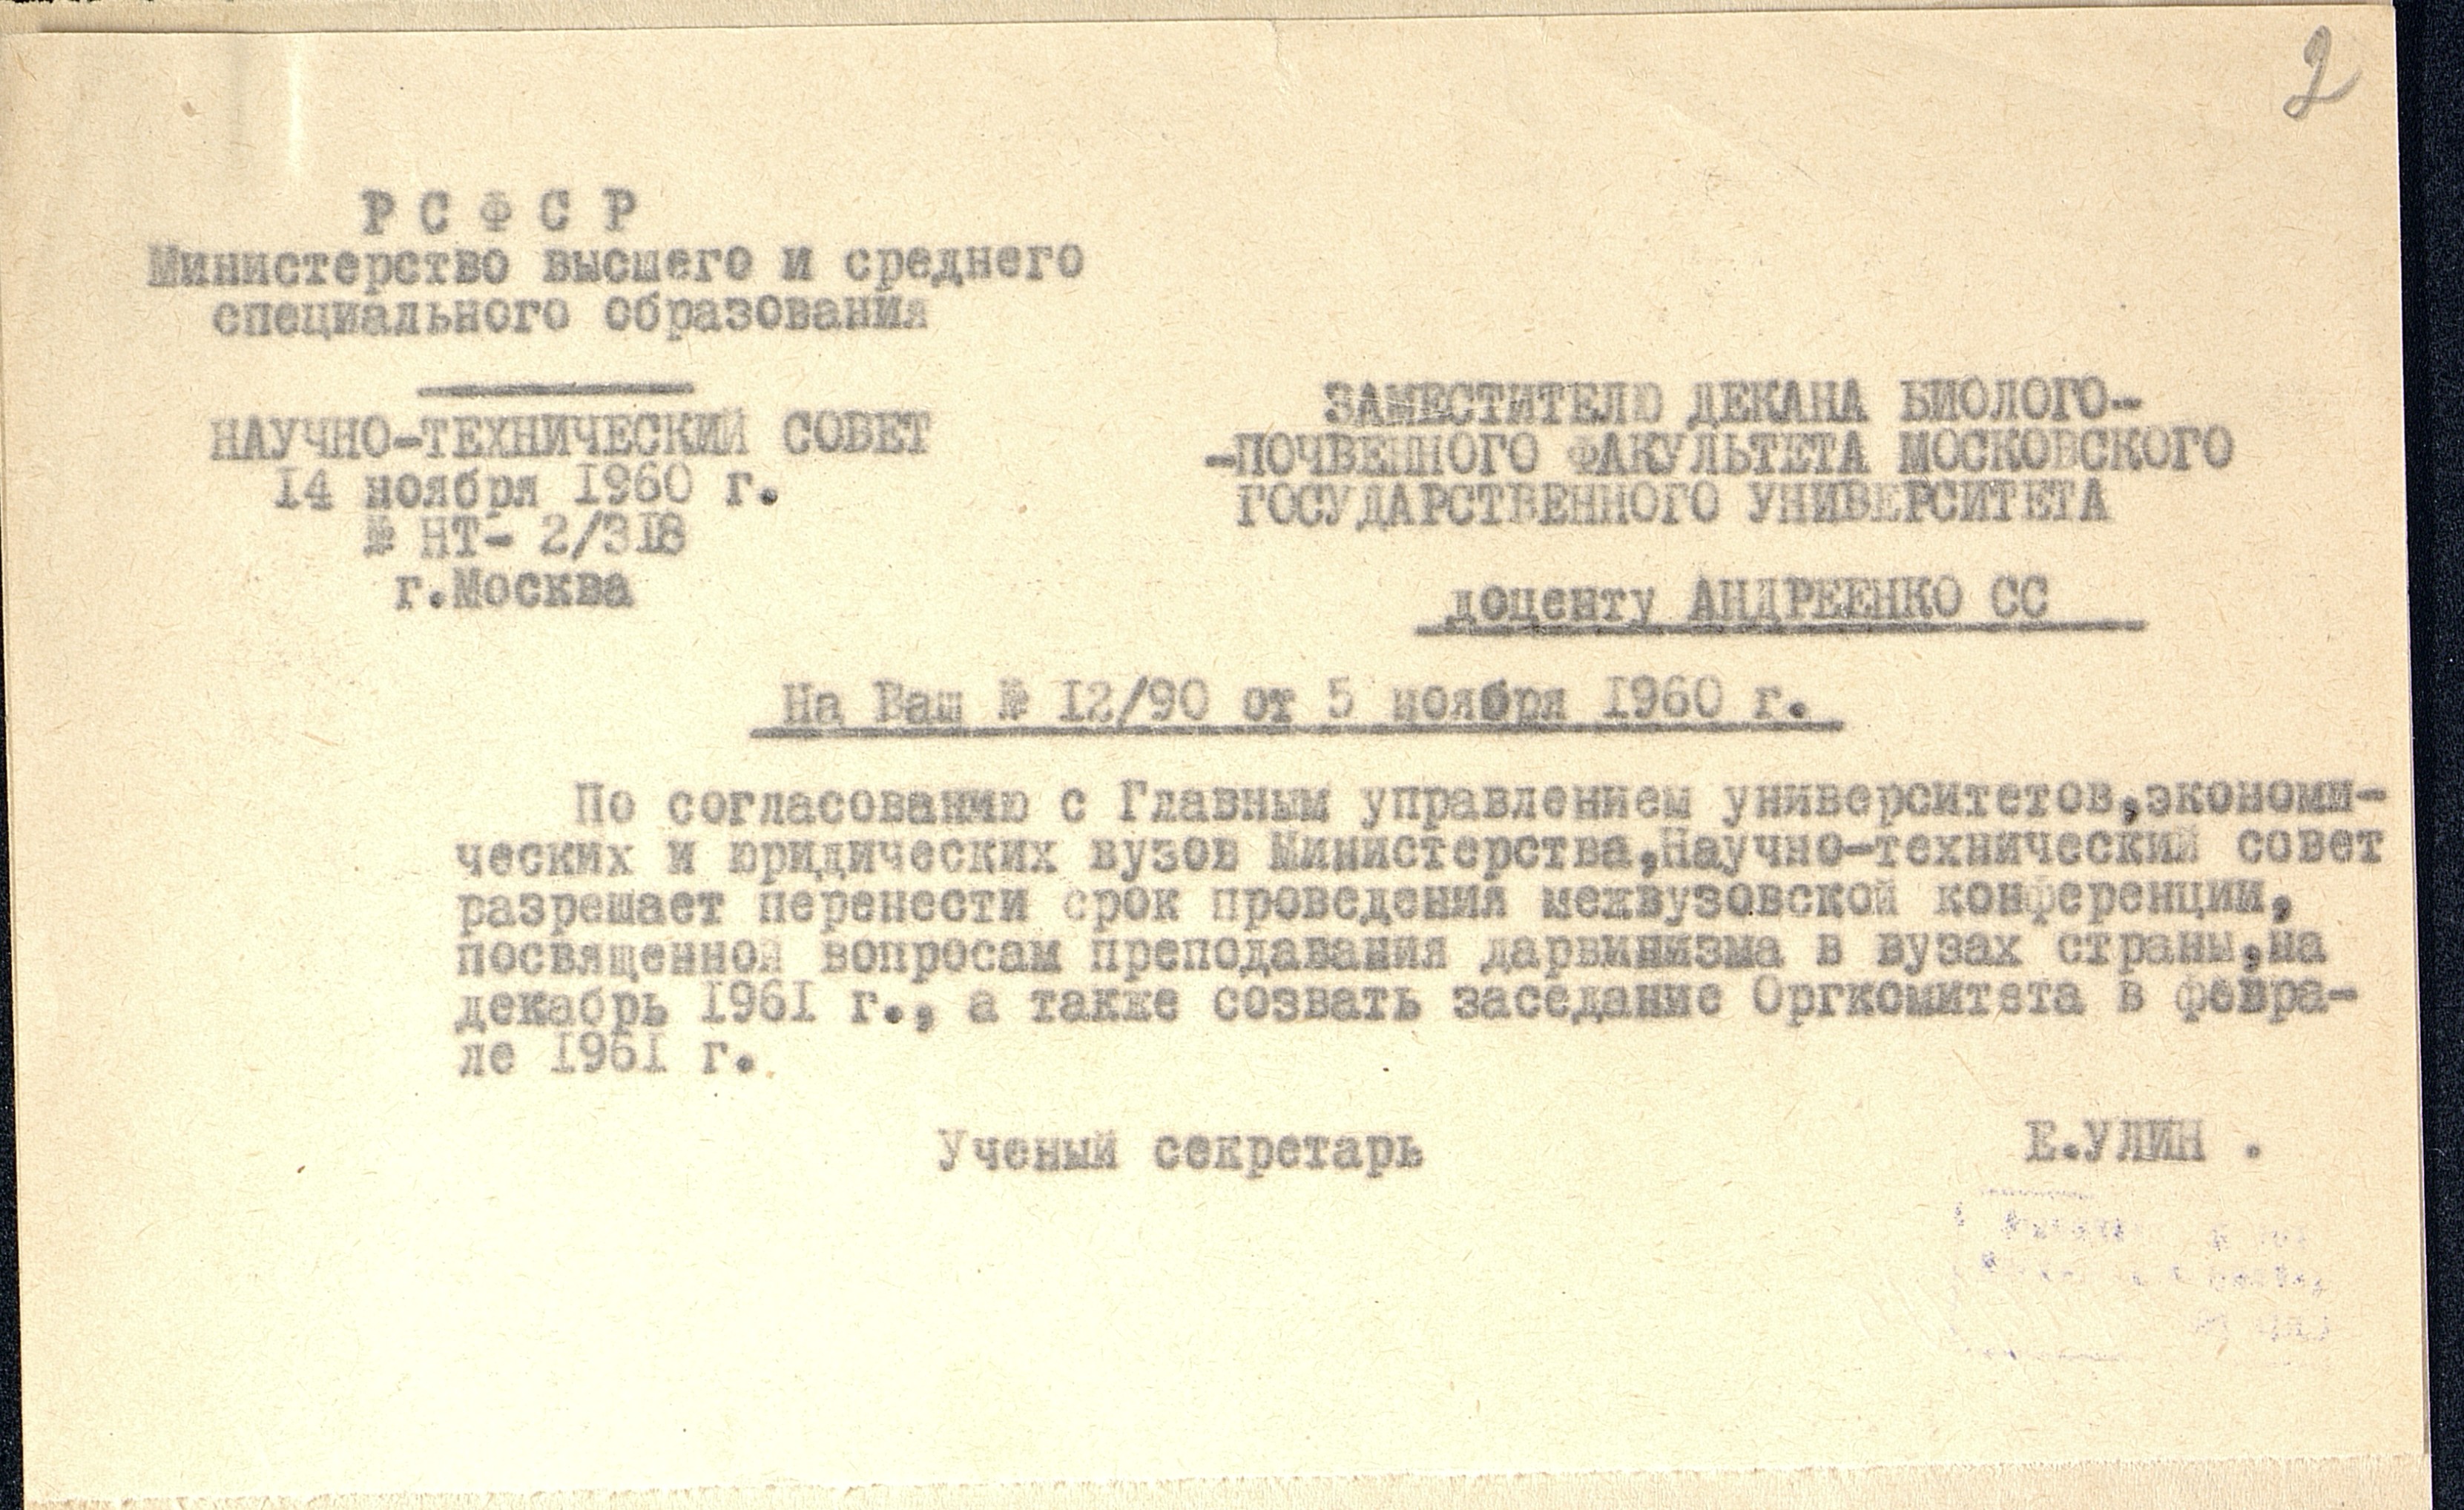 2
Р С Ф С Р
Министерство высшего и среднего
специального образования
НАУЧНО-ТЕХНИЧЕСКИЙ СОВЕТ
14 ноября 1960 г.
№ НТ- 2/318
г.Москва
ЗАМЕСТИТЕЛЮ ДЕКАНА БИОЛОГО-
-ПОЧВЕННОГО ФАКУЛЬТЕТА МОСКОВСКОГО
ГОСУДАРСТВЕННОГО УНИВЕРСИТЕТА
доценту АНДРЕЕНКО СС
На Ваш № 12/90 от 5 ноября 1960 г.
По согласованию с Главным управлением университетов,экономи-
ческих и юридических вузов Министерства,Научно-технический совет
разрешает перенести срок проведения межвузовской конференции,
посвященной вопросам преподавания дарвинизма в вузах страны,на
декабрь 1961 г., а также созвать заседание Оргкомитета в февра-
ле 1961 г.
Ученый секретарь
Е.УЛИН .